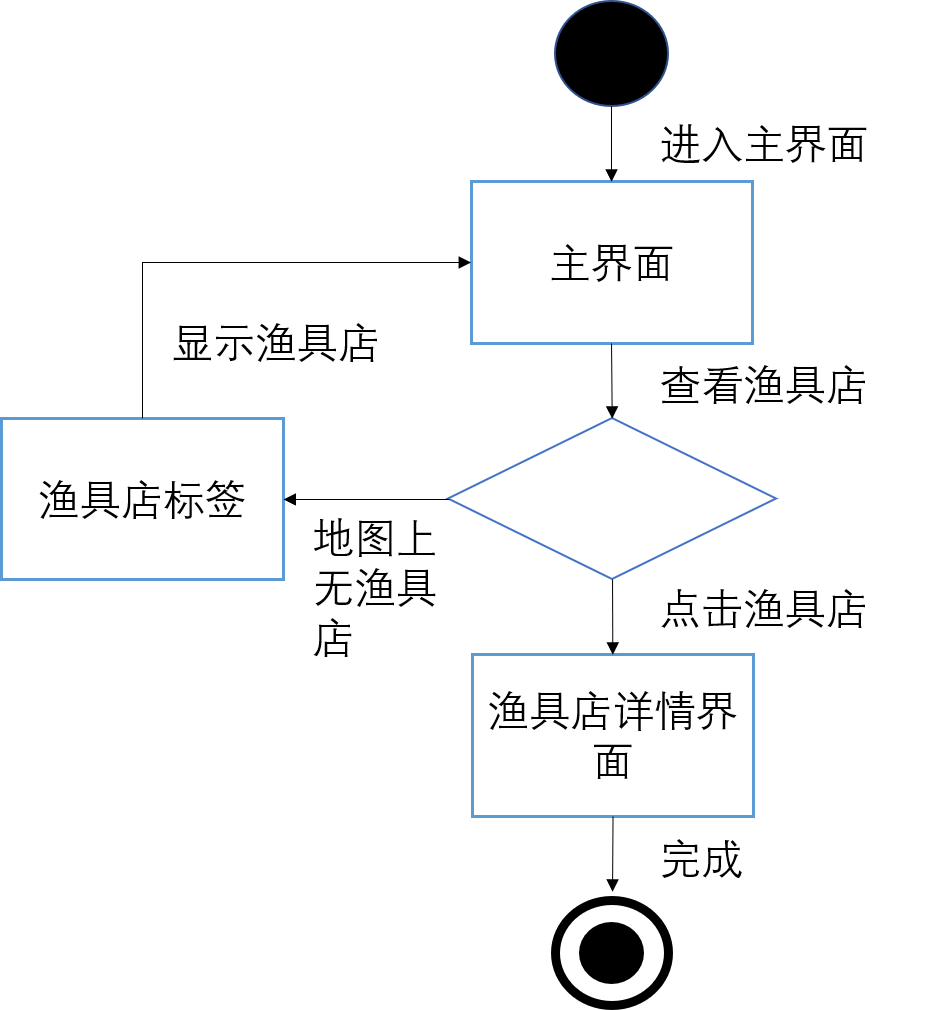 进入主界面
主界面
显示渔具店
查看渔具店
渔具店标签
地图上
无渔具
店
点击渔具店
渔具店详情界
面
完成